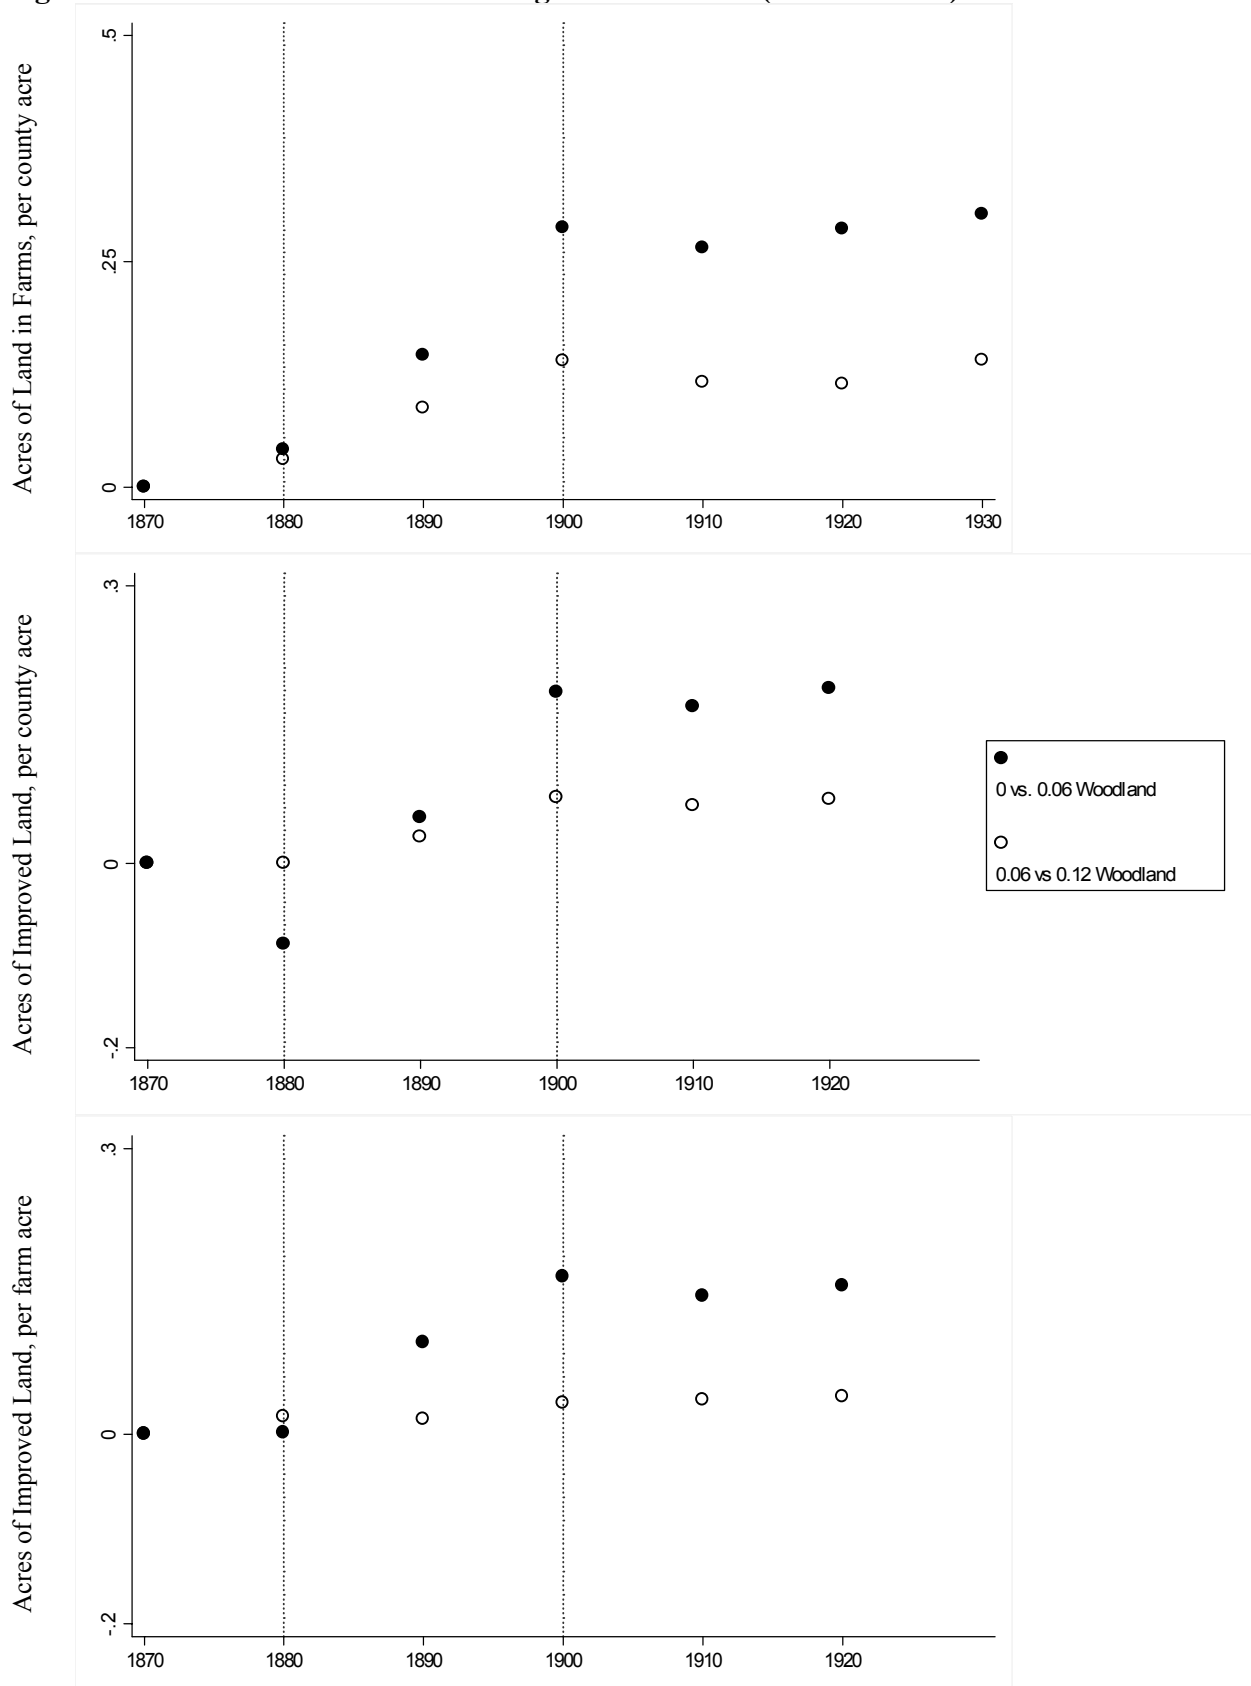 Acres of Land in Farms, per county acre
.5
.25
0
1870 1880 1890 1900 1910 1920 1930
Acres of Improved Land, per county acre
.3
0
-.2
1870 1880 1890 1900 1910 1920
0 vs. 0.06 Woodland
0.06 vs 0.12 Woodland
Acres of Improved Land, per farm acre
.3
0
-.2
1870 1880 1890 1900 1910 1920